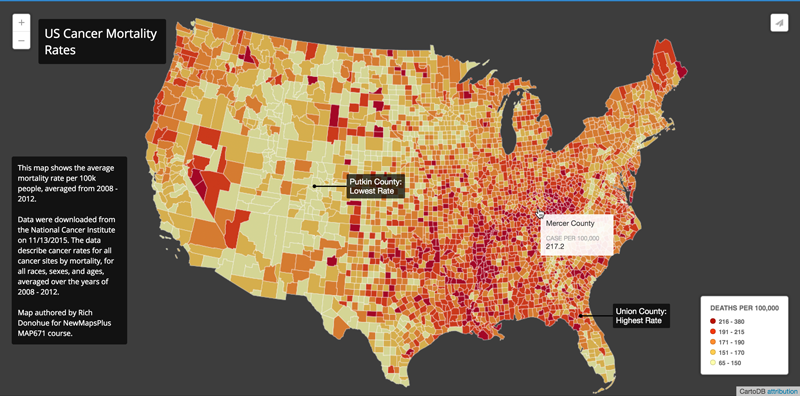 +
−
US Cancer Mortality
Rates
This map shows the average
mortality rate per 100k
people, averaged from 2008 -
2012.
Data were downloaded from
the National Cancer Institute
on 11/13/2015. The data
describe cancer rates for all
cancer sites by mortality, for
all races, sexes, and ages,
averaged over the years of
2008 - 2012.
Map authored by Rich
Donohue for NewMapsPlus
MAP671 course.
Putkin County:
Lowest Rate
Mercer County
CASE PER 100,000
217.2
Union County:
Highest Rate
DEATHS PER 100,000
216 - 380
191 - 215
171 - 190
151 - 170
65 - 150
CartoDB attribution